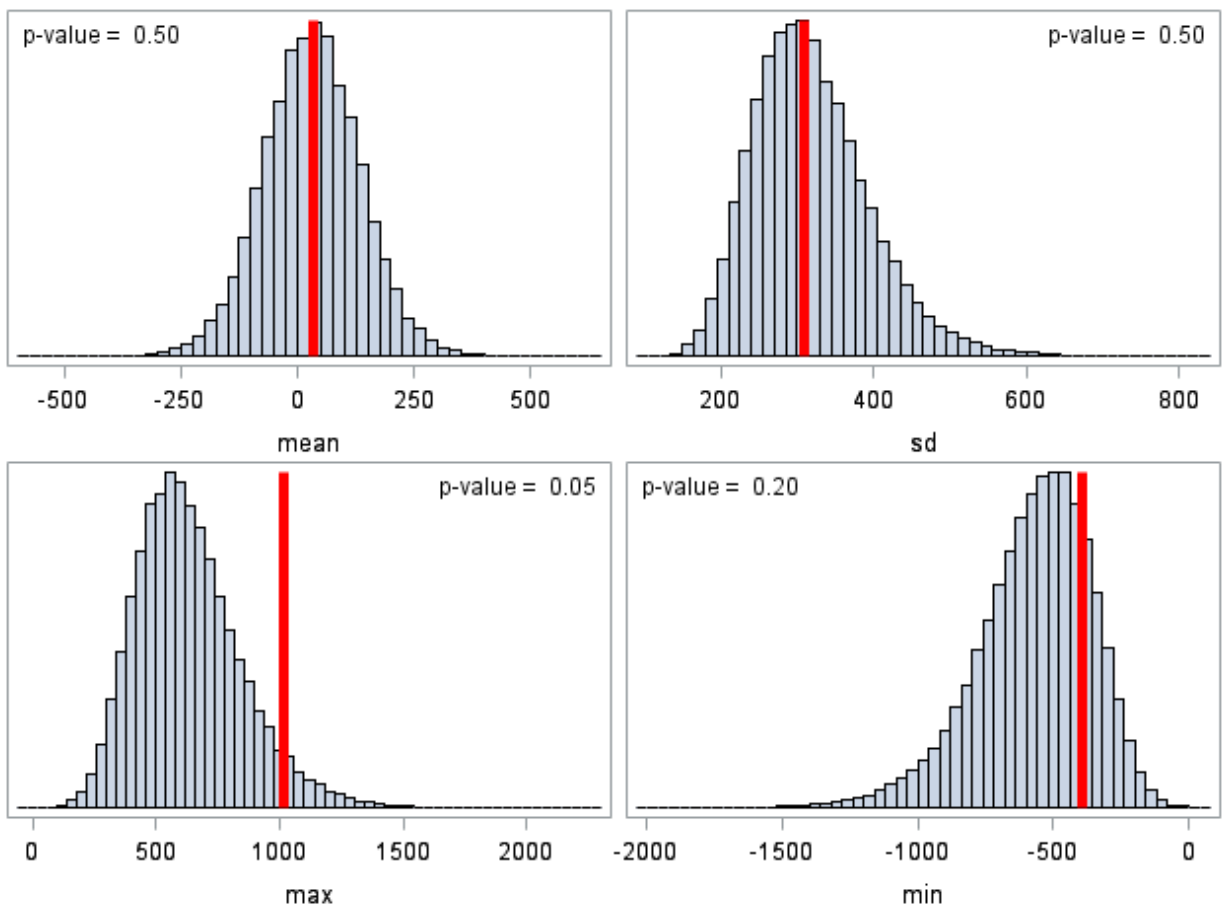 p-value = 0.50
-500 -250 0 250 500
mean
p-value = 0.50
200 400 600 800
sd
p-value = 0.05
0 500 1000 1500 2000
max
p-value = 0.20
-2000 -1500 -1000 -500 0
min